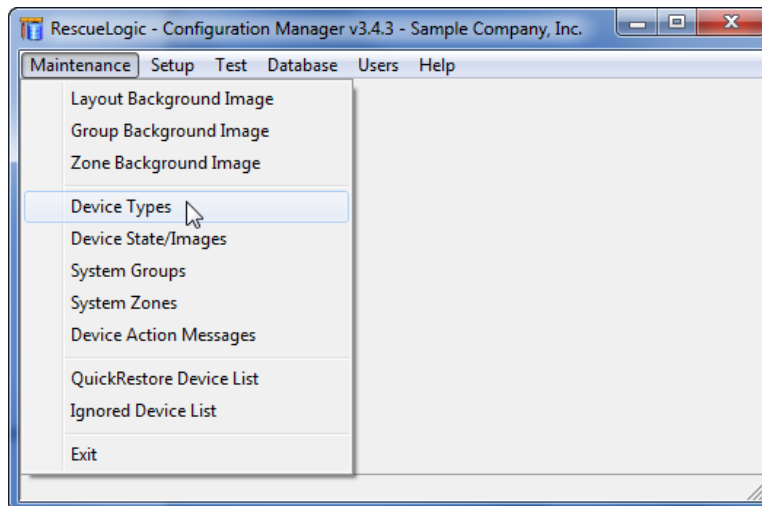 RescueLogic - Configuration Manager v3.4.3 - Sample Company, Inc.
Maintenance Setup Test Database Users Help
Layout Background Image
Group Background Image
Zone Background Image
Device Types
Device State/Images
System Groups
System Zones
Device Action Messages
QuickRestore Device List
Ignored Device List
Exit